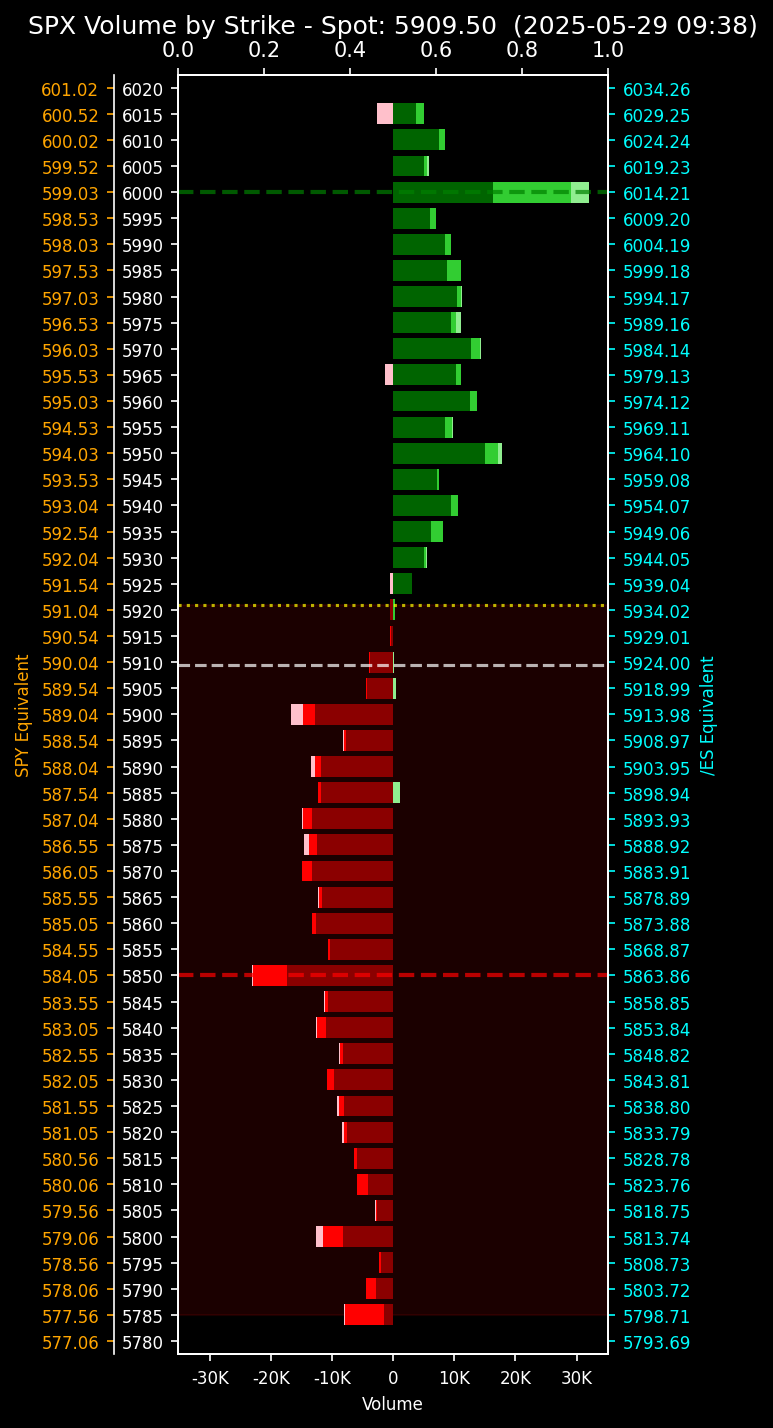 SPX Volume by Strike - Spot: 5909.50 (2025-05-29 09:38)
0.0 0.2 0.4 0.6 0.8 1.0
601.02 6020 6034.26
600.52 6015 6029.25
600.02 6010 6024.24
599.52 6005 6019.23
599.03 6000 6014.21
598.53 5995 6009.20
598.03 5990 6004.19
597.53 5985 5999.18
597.03 5980 5994.17
596.53 5975 5989.16
596.03 5970 5984.14
595.53 5965 5979.13
595.03 5960 5974.12
594.53 5955 5969.11
594.03 5950 5964.10
593.53 5945 5959.08
593.04 5940 5954.07
592.54 5935 5949.06
592.04 5930 5944.05
591.54 5925 5939.04
591.04 5920 5934.02
590.54 5915 5929.01
590.04 5910 5924.00
589.54 5905 5918.99
589.04 5900 5913.98
588.54 5895 5908.97
588.04 5890 5903.95
587.54 5885 5898.94
587.04 5880 5893.93
586.55 5875 5888.92
586.05 5870 5883.91
585.55 5865 5878.89
585.05 5860 5873.88
584.55 5855 5868.87
584.05 5850 5863.86
583.55 5845 5858.85
583.05 5840 5853.84
582.55 5835 5848.82
582.05 5830 5843.81
581.55 5825 5838.80
581.05 5820 5833.79
580.56 5815 5828.78
580.06 5810 5823.76
579.56 5805 5818.75
579.06 5800 5813.74
578.56 5795 5808.73
578.06 5790 5803.72
577.56 5785 5798.71
577.06 5780 5793.69
SPY Equivalent
/ES Equivalent
-30K -20K -10K 0 10K 20K 30K
Volume